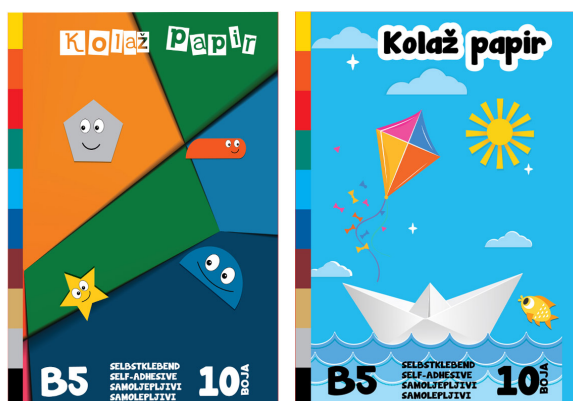 Kolaž papir
B5
SELBSTKLEBEND
SELF-ADHESIVE
SAMOLJEPLJIVI
SAMOLEPLJIVI
10 BOJA
Kolaž papir
B5
SELBSTKLEBEND
SELF-ADHESIVE
SAMOLJEPLJIVI
SAMOLEPLJIVI
10 BOJA